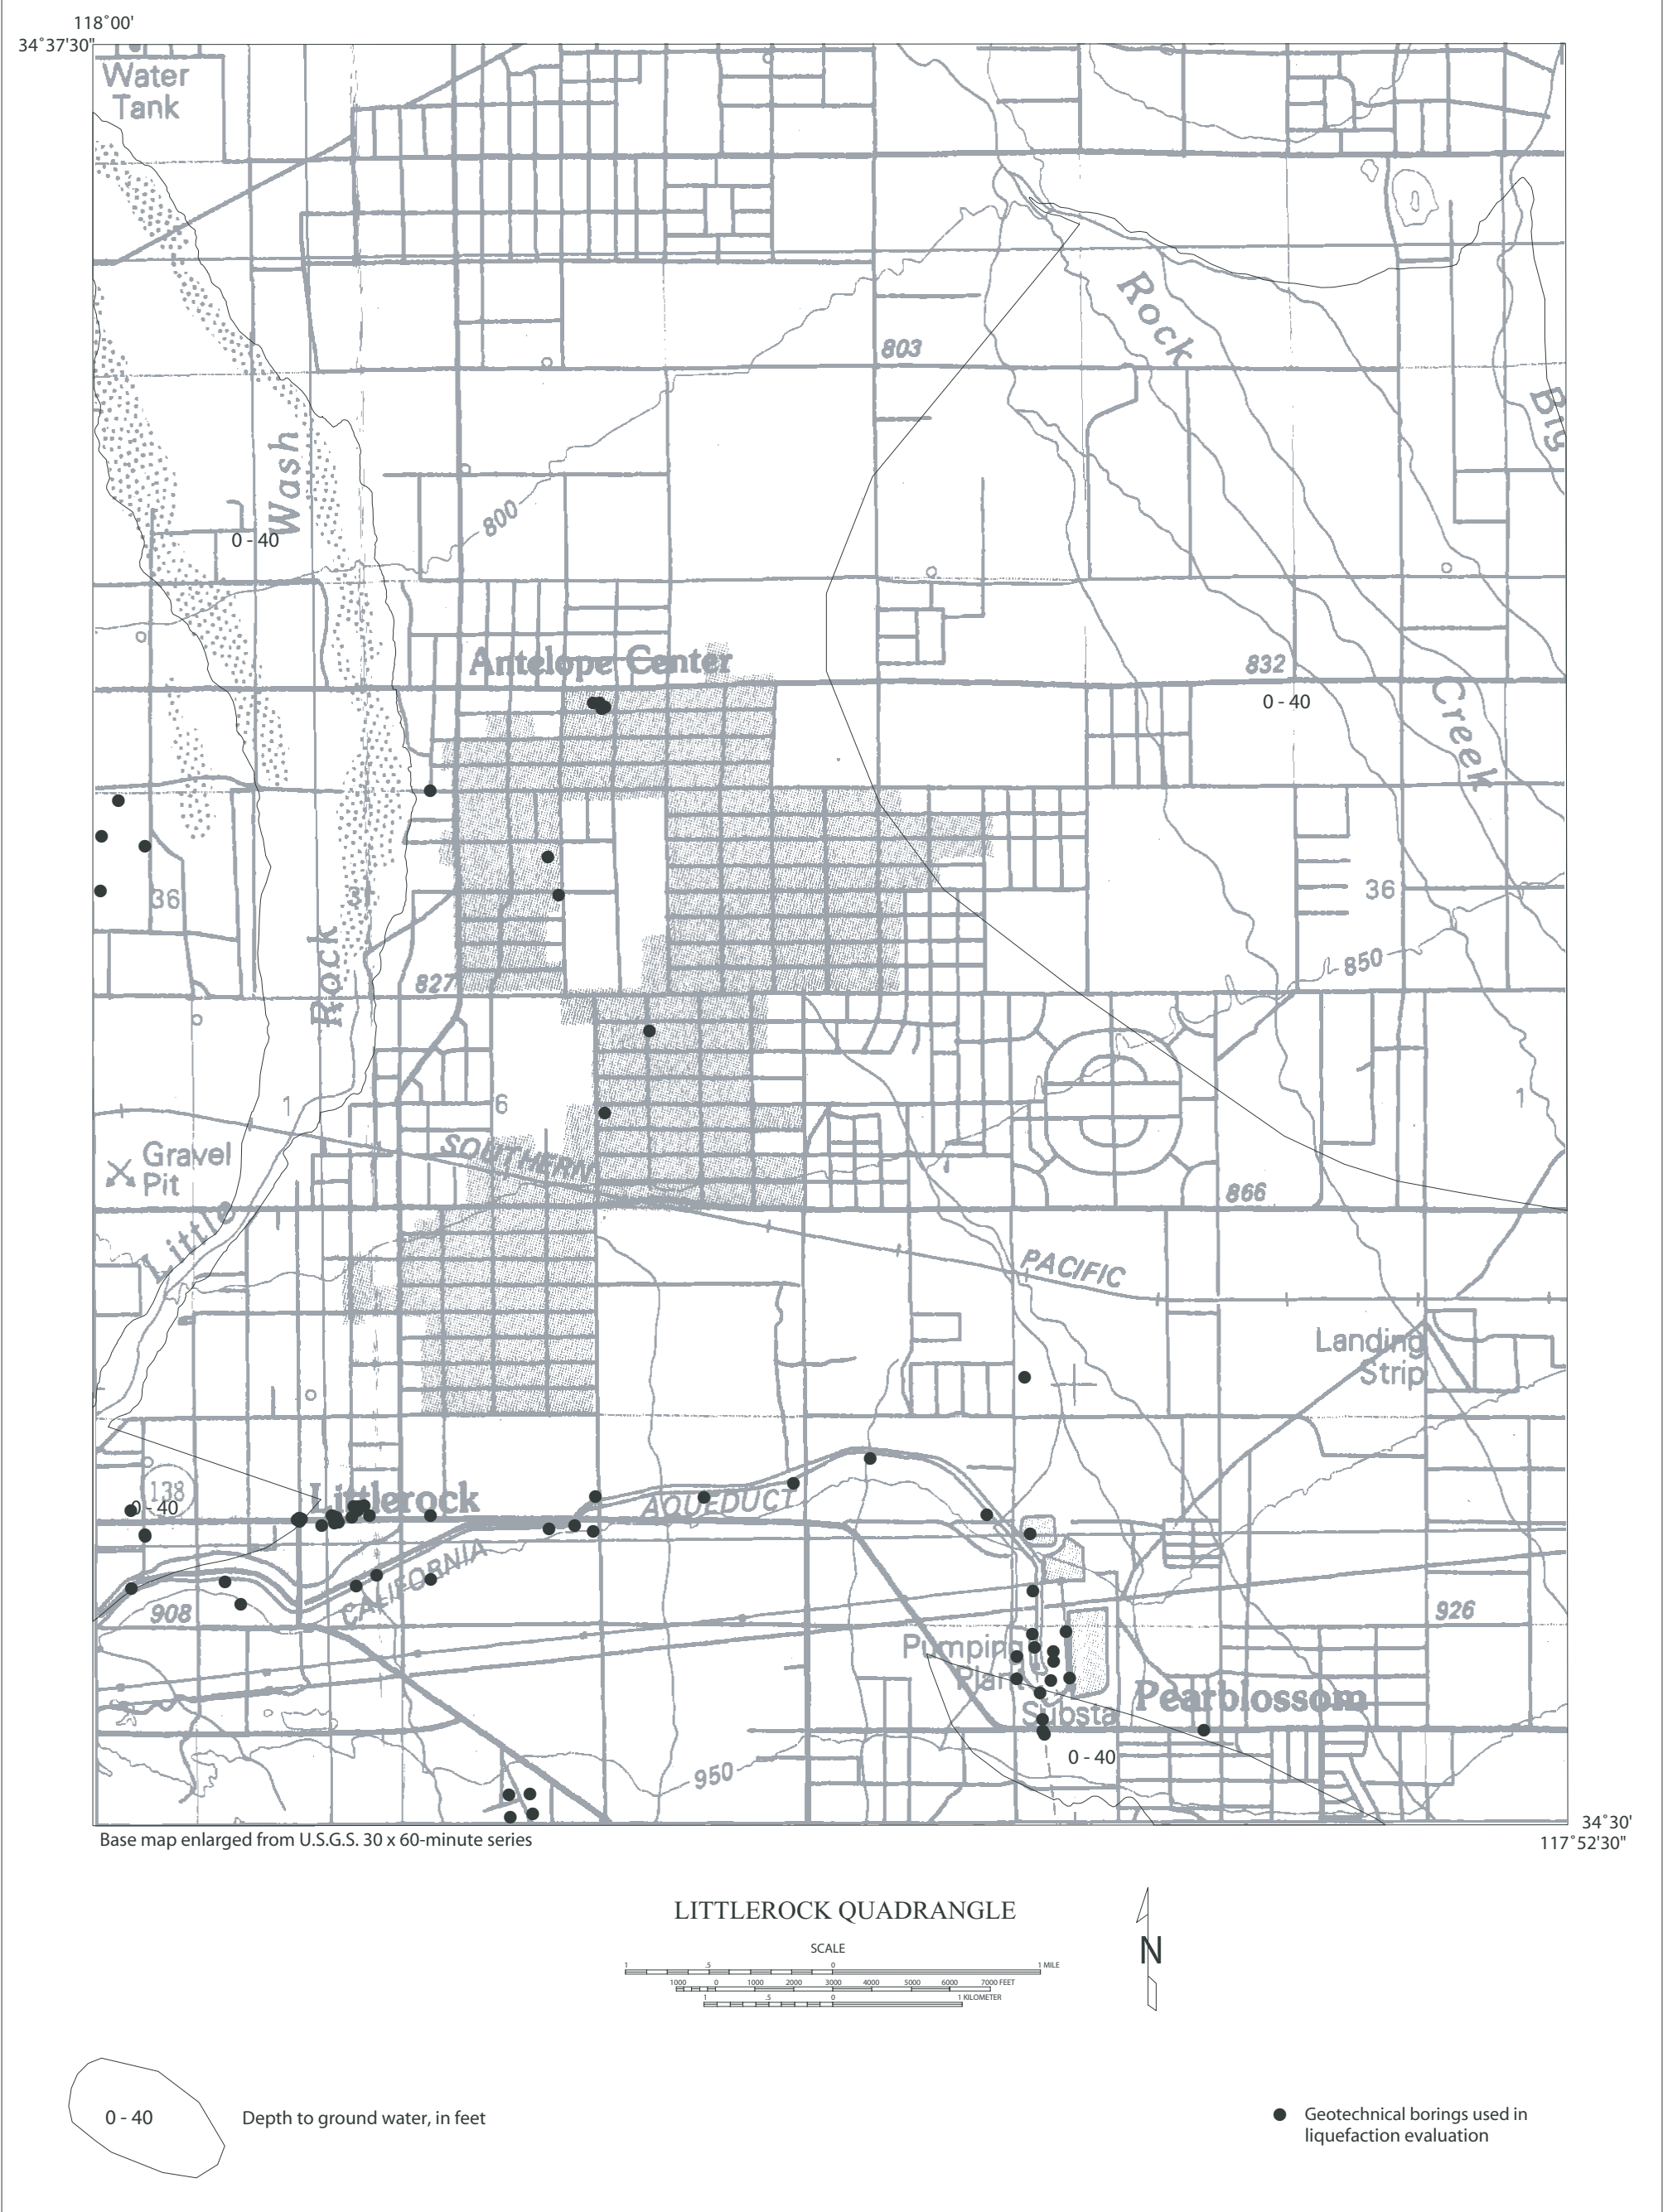 118°00'
34°37'30"
Water
Tank
Rock
803
Big
Wash
800
0 - 40
Antelope Center
832
0 - 40
Creek
36
31
36
Rock
827
850
1
6
1
Gravel
Pit
SOUTHERN
Little
866
PACIFIC
Landing
Strip
138
Littlerock
0 - 40
AQUEDUCT
CALIFORNIA
908
926
Pumping
Plant
Pearblossom
Substa
0 - 40
950
34°30'
117°52'30"
Base map enlarged from U.S.G.S. 30 x 60-minute series
LITTLEROCK QUADRANGLE
SCALE
1 .5 0 1 MILE
1000 0 1000 2000 3000 4000 5000 6000 7000 FEET
1 .5 0 1 KILOMETER
N
0 - 40
Depth to ground water, in feet
Geotechnical borings used in
liquefaction evaluation